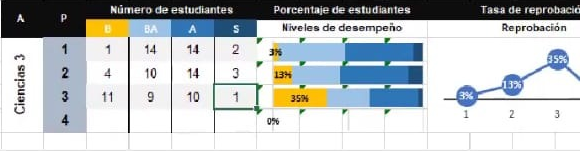 A P Número de estudiantes Porcentaje de estudiantes Tasa de reprobació
B BA A S Niveles de desempeño Reprobación
Ciencias 3
1 1 14 14 2 3%
2 4 10 14 3 13%
3 11 9 10 1 35%
4 0%
3% 13% 35%
1 2 3